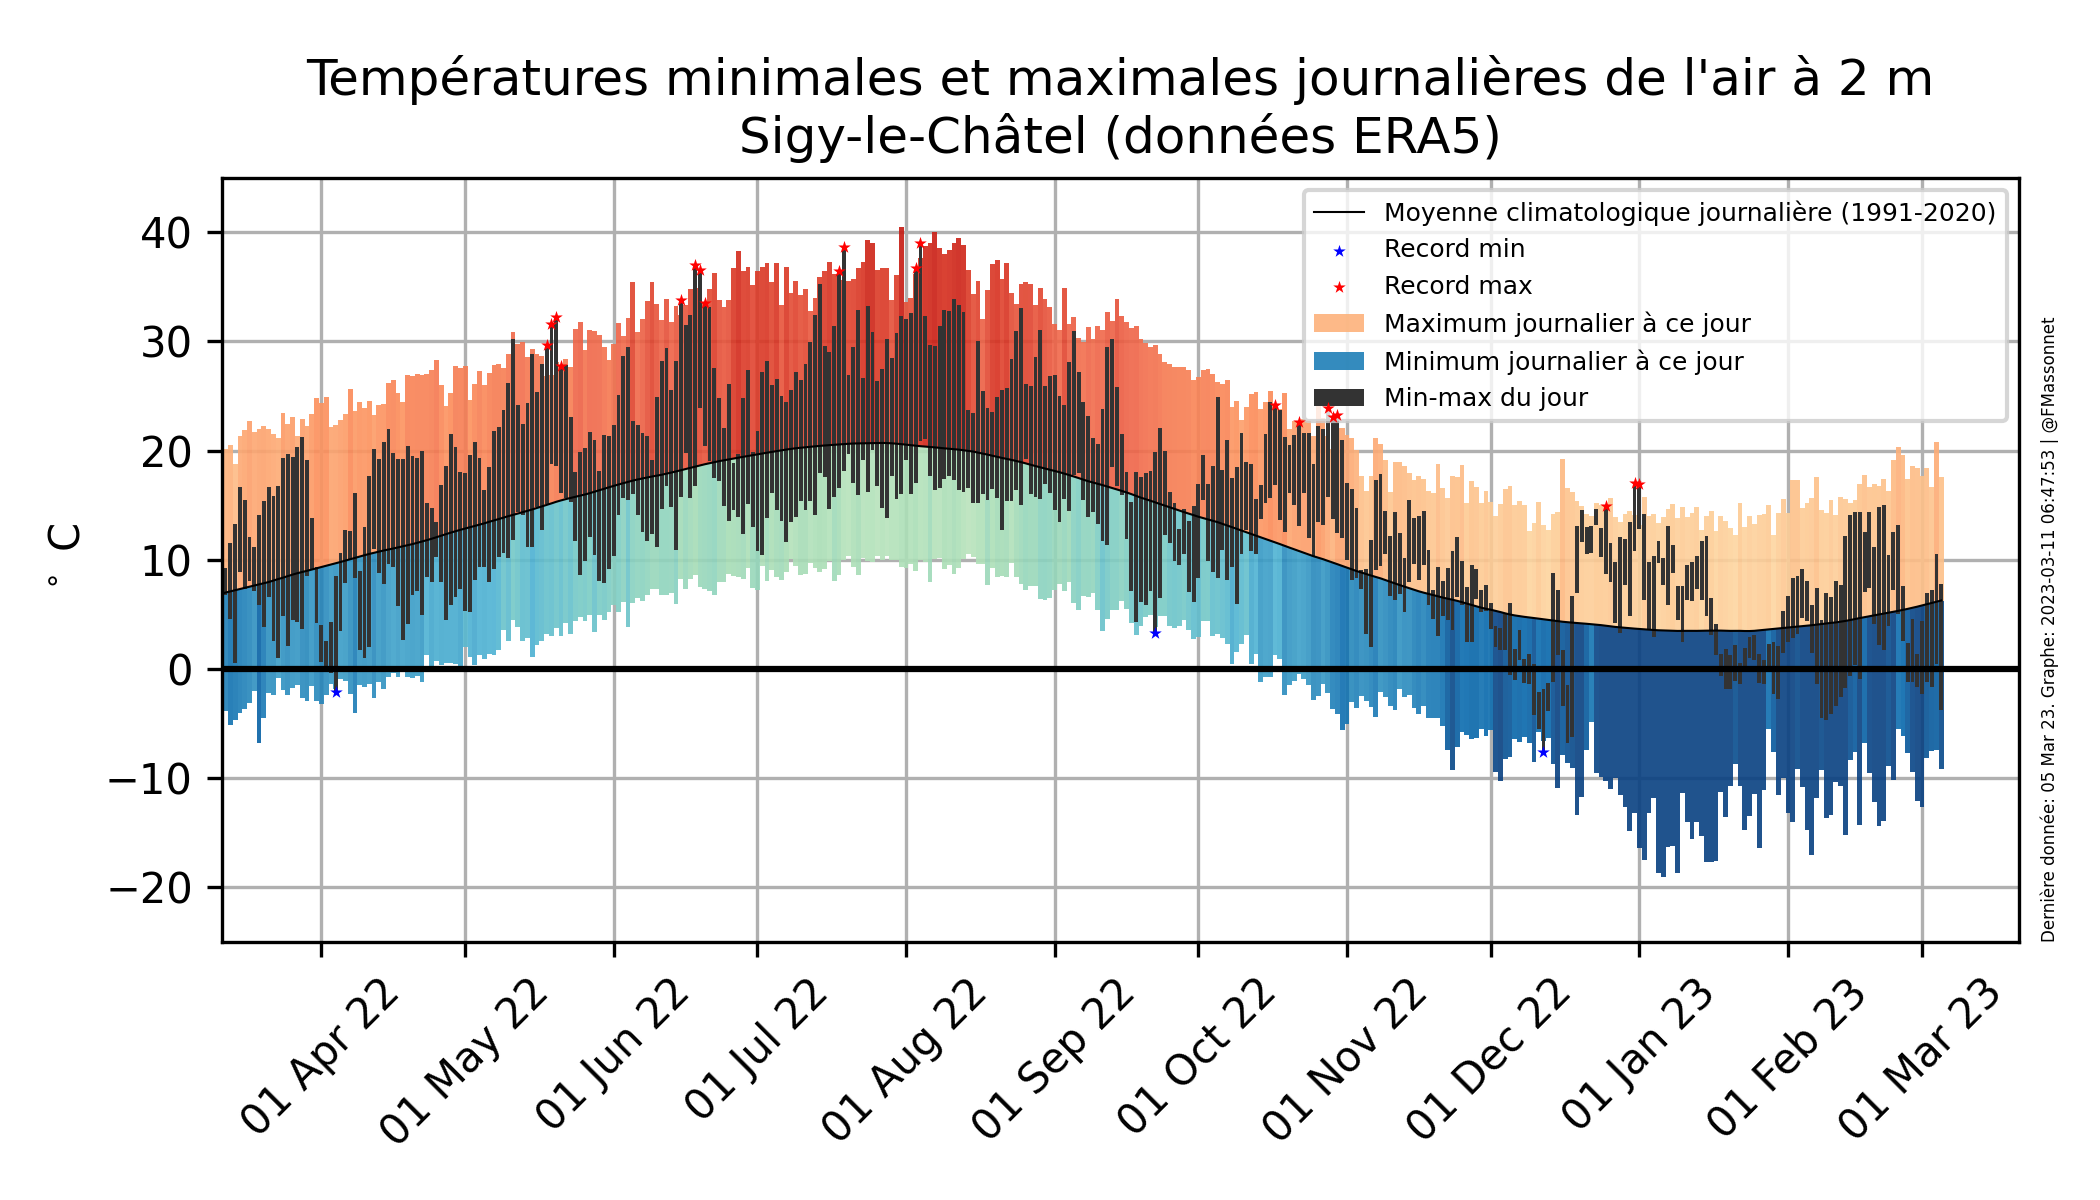 Températures minimales et maximales journalières de l'air à 2 m
Sigy-le-Châtel (données ERA5)
° C
40
30
20
10
0
−10
−20
Moyenne climatologique journalière (1991-2020)
Record min
Record max
Maximum journalier à ce jour
Minimum journalier à ce jour
Min-max du jour
01 Apr 22
01 May 22
01 Jun 22
01 Jul 22
01 Aug 22
01 Sep 22
01 Oct 22
01 Nov 22
01 Dec 22
01 Jan 23
01 Feb 23
01 Mar 23
Dernière donnée: 05 Mar 23. Graphe: 2023-03-11 06:47:53 | @FMassonnet